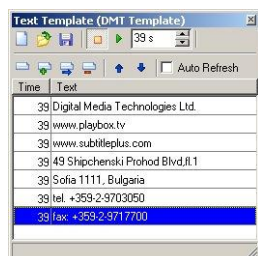 Text Template (DMT Template)
39 s
Auto Refresh
Time Text
39 Digital Media Technologies Ltd.
39 www.playbox.tv
39 www.subtitleplus.com
39 49 Shipchenski Prohod Blvd,fl.1
39 Sofia 1111, Bulgaria
39 tel. +359-2-9703050
39 fax: +359-2-9717700